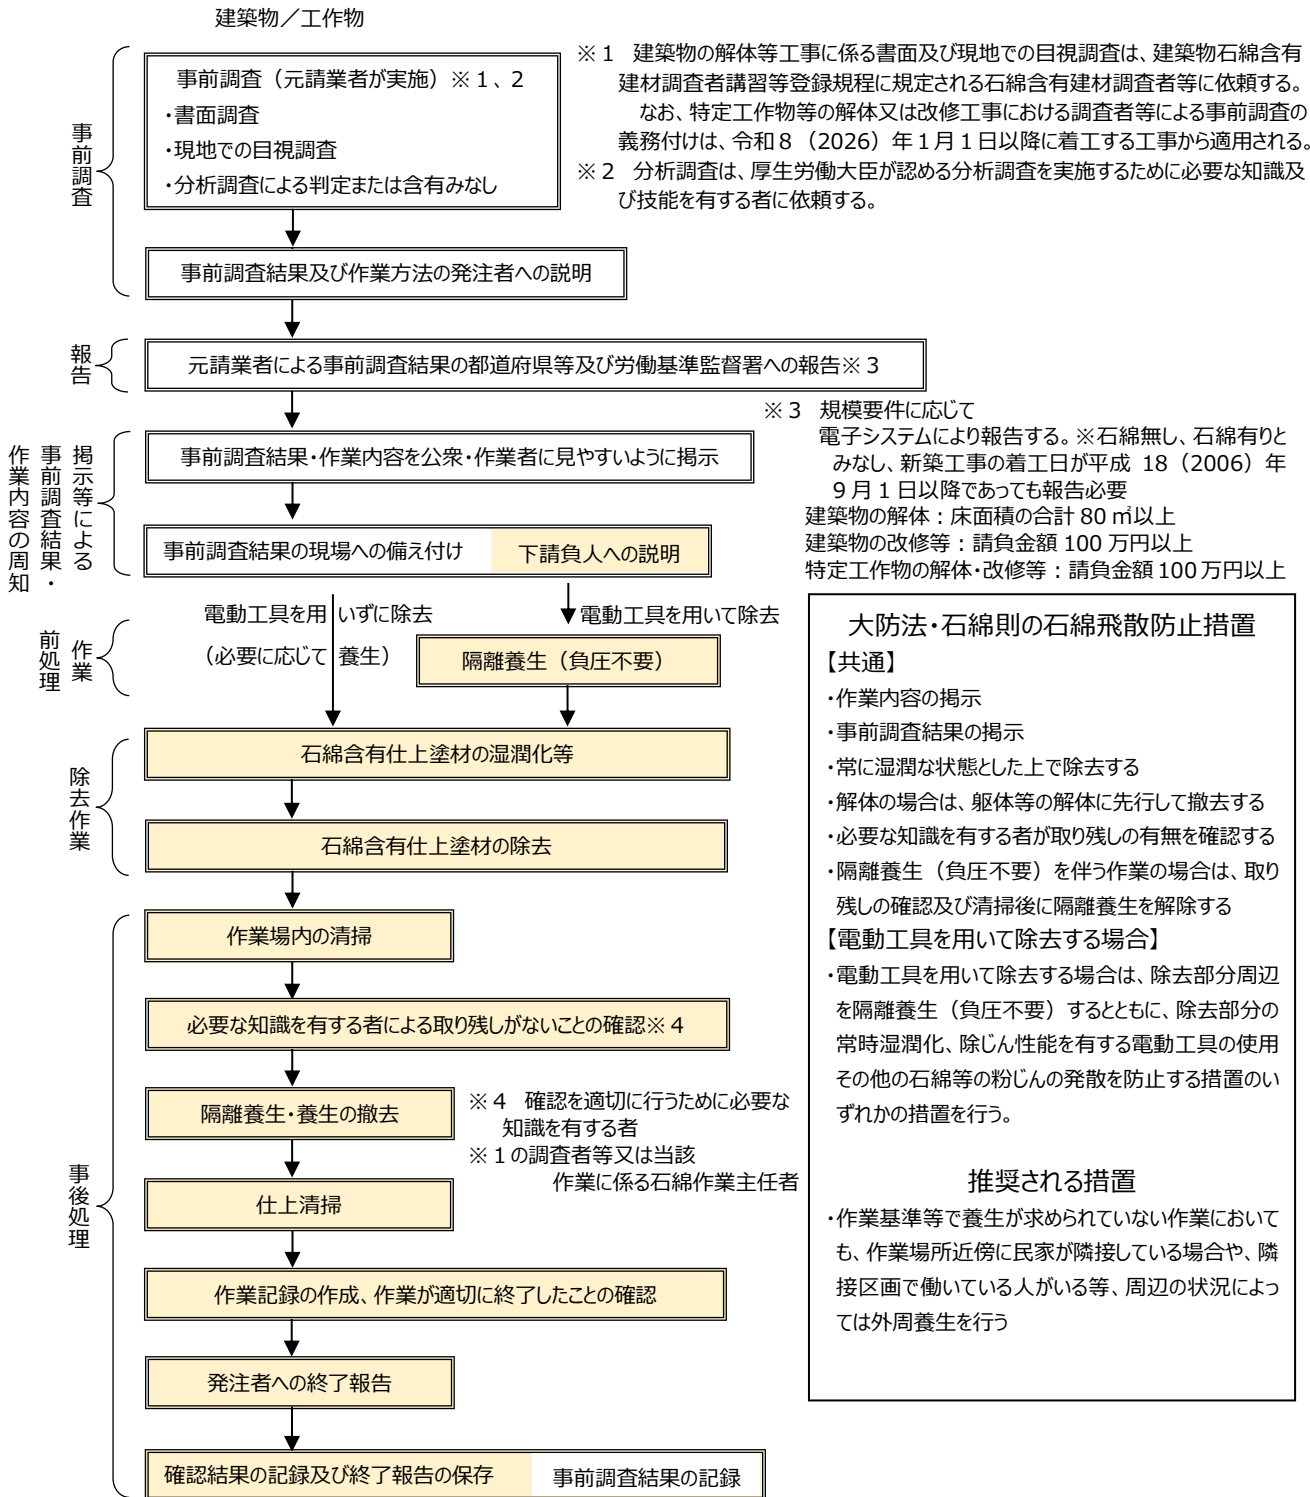 建築物／工作物
事前調査
事前調査（元請業者が実施）※１、２
・書面調査
・現地での目視調査
・分析調査による判定または含有みなし
※１　建築物の解体等工事に係る書面及び現地での目視調査は、建築物石綿含有
建材調査者講習等登録規程に規定される石綿含有建材調査者等に依頼する。
なお、特定工作物等の解体又は改修工事における調査者等による事前調査の
義務付けは、令和８（2026）年１月１日以降に着工する工事から適用される。
※２　分析調査は、厚生労働大臣が認める分析調査を実施するために必要な知識及
び技能を有する者に依頼する。
事前調査結果及び作業方法の発注者への説明
報告
元請業者による事前調査結果の都道府県等及び労働基準監督署への報告※３
※３　規模要件に応じて
電子システムにより報告する。※石綿無し、石綿有りと
みなし、新築工事の着工日が平成 18（2006）年
９月１日以降であっても報告必要
建築物の解体：床面積の合計 80 ㎡以上
建築物の改修等：請負金額 100 万円以上
特定工作物の解体・改修等：請負金額 100 万円以上
掲示等による
事前調査結果・
作業内容の周知
事前調査結果・作業内容を公衆・作業者に見やすいように掲示
事前調査結果の現場への備え付け　下請負人への説明
作業
前処理
電動工具を用いずに除去
（必要に応じて養生）
電動工具を用いて除去
隔離養生（負圧不要）
除去作業
石綿含有仕上塗材の湿潤化等
石綿含有仕上塗材の除去
事後処理
作業場内の清掃
必要な知識を有する者による取り残しがないことの確認※４
隔離養生・養生の撤去
※４　確認を適切に行うために必要な
知識を有する者
※１の調査者等又は当該
作業に係る石綿作業主任者
仕上清掃
作業記録の作成、作業が適切に終了したことの確認
発注者への終了報告
確認結果の記録及び終了報告の保存　事前調査結果の記録
大防法・石綿則の石綿飛散防止措置
【共通】
・作業内容の掲示
・事前調査結果の掲示
・常に湿潤な状態とした上で除去する
・解体の場合は、躯体等の解体に先行して撤去する
・必要な知識を有する者が取り残しの有無を確認する
・隔離養生（負圧不要）を伴う作業の場合は、取り
残しの確認及び清掃後に隔離養生を解除する
【電動工具を用いて除去する場合】
・電動工具を用いて除去する場合は、除去部分周辺
を隔離養生（負圧不要）するとともに、除去部分の
常時湿潤化、除じん性能を有する電動工具の使用
その他の石綿等の粉じんの発散を防止する措置のい
ずれかの措置を行う。
推奨される措置
・作業基準等で養生が求められていない作業において
も、作業場所近傍に民家が隣接している場合や、隣
接区画で働いている人がいる等、周辺の状況によっ
ては外周養生を行う